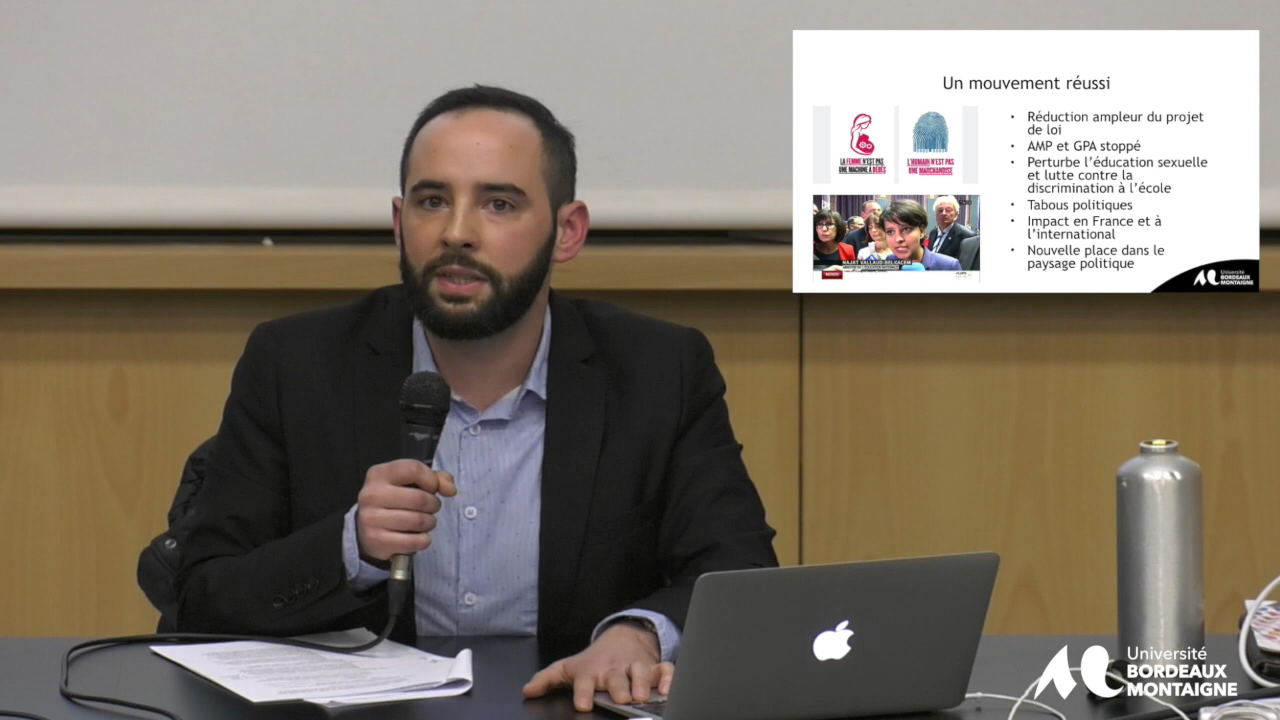 Un mouvement réussi
LA FEMME N'EST PAS
UNE MACHINE À BÉBÉS
L'HUMAIN N'EST PAS
UNE MARCHANDISE
• Réduction ampleur du projet
de loi
• AMP et GPA stoppé
• Perturbe l'éducation sexuelle
et lutte contre la
discrimination à l'école
• Tabous politiques
• Impact en France et à
l'international
• Nouvelle place dans le
paysage politique
NAJAT VALLAUD-BELKACEM
Université
BORDEAUX
MONTAIGNE
Université
BORDEAUX
MONTAIGNE